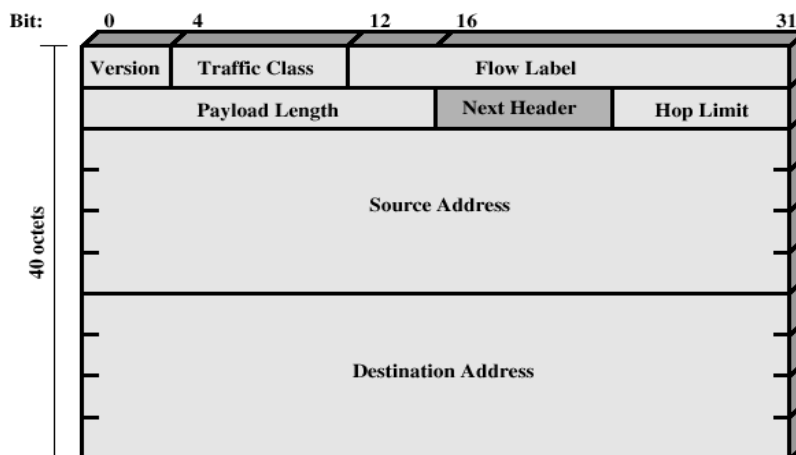 Bit: 0 4 12 16 31
Version Traffic Class Flow Label
Payload Length Next Header Hop Limit
Source Address
40 octets
Destination Address